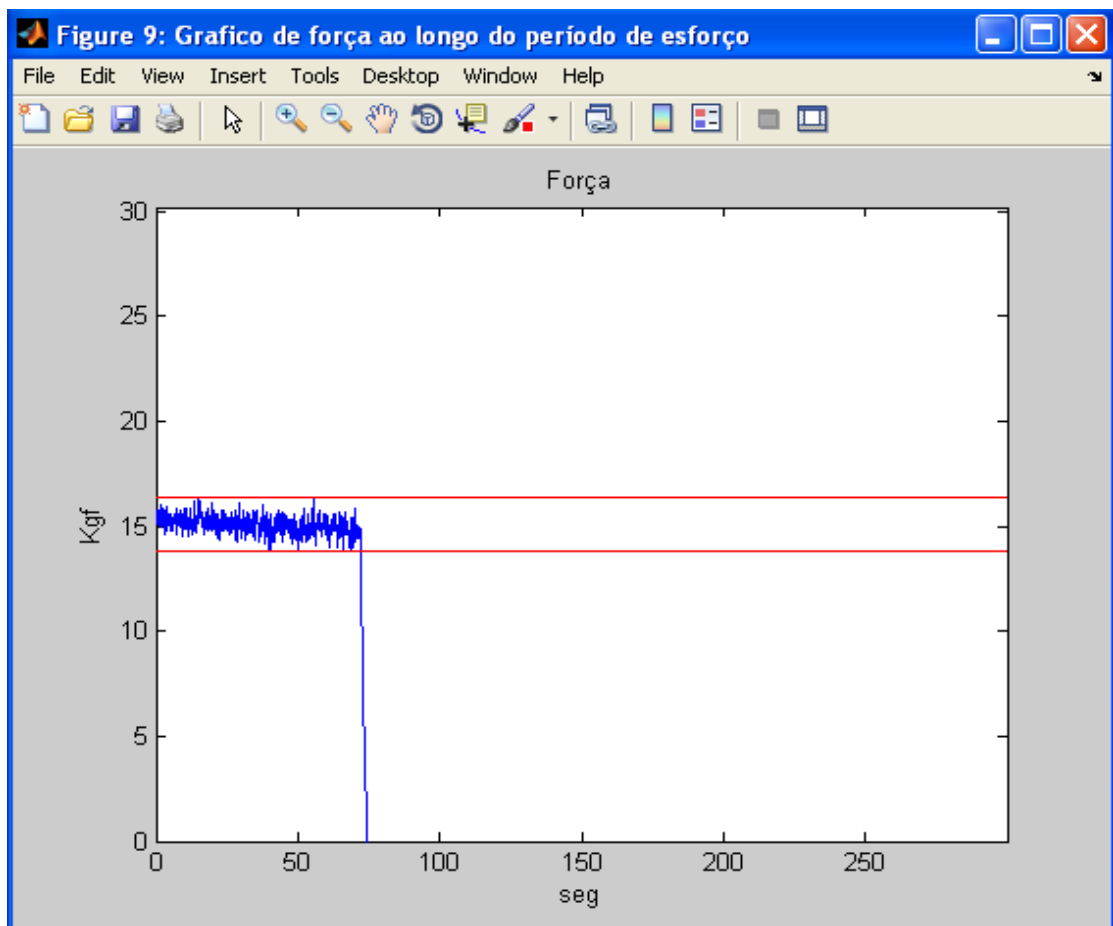 Figure 9: Grafico de força ao longo do período de esforço
File Edit View Insert Tools Desktop Window Help
Força
30
25
20
15
10
5
0
Kgf
0 50 100 150 200 250
seg